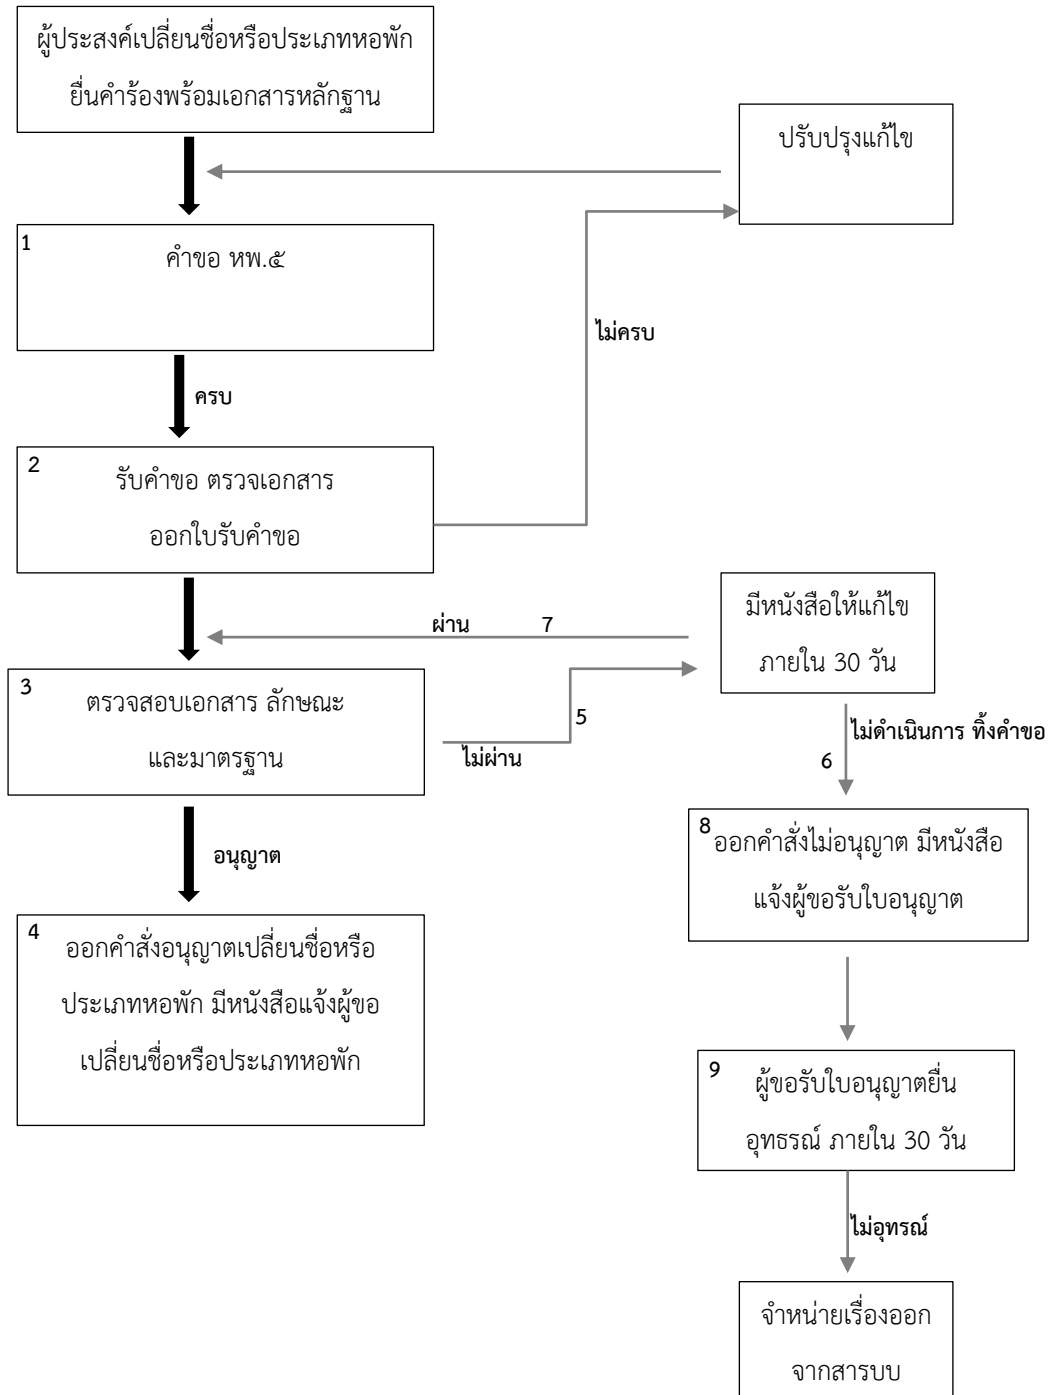 ผู้ประสงค์เปลี่ยนชื่อหรือประเภทหอพัก
ยื่นคำร้องพร้อมเอกสารหลักฐาน
ปรับปรุงแก้ไข
1
คำขอ หพ.๕
ไม่ครบ
ครบ
2
รับคำขอ ตรวจเอกสาร
ออกใบรับคำขอ
มีหนังสือให้แก้ไข
ภายใน 30 วัน
ผ่าน 7
3
ตรวจสอบเอกสาร ลักษณะ
และมาตรฐาน
5
ไม่ผ่าน
ไม่ดำเนินการ ทิ้งคำขอ
6
อนุญาต
8
ออกคำสั่งไม่อนุญาต มีหนังสือ
แจ้งผู้ขอรับใบอนุญาต
4
ออกคำสั่งอนุญาตเปลี่ยนชื่อหรือ
ประเภทหอพัก มีหนังสือแจ้งผู้ขอ
เปลี่ยนชื่อหรือประเภทหอพัก
9
ผู้ขอรับใบอนุญาตยื่น
อุทธรณ์ ภายใน 30 วัน
ไม่อุทรณ์
จำหน่ายเรื่องออก
จากสารบบ